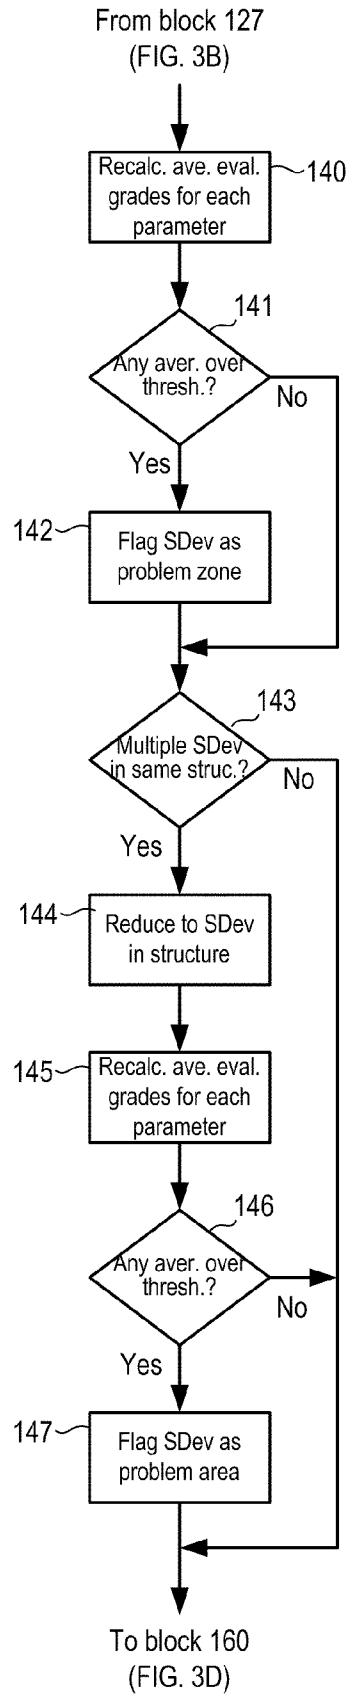 From block 127
(FIG. 3B)
Recalc. ave. eval.
grades for each
parameter
140
141
Any aver. over
thresh.?
No
Yes
142
Flag SDev as
problem zone
143
Multiple SDev
in same struc.?
No
Yes
144
Reduce to SDev
in structure
145
Recalc. ave. eval.
grades for each
parameter
146
Any aver. over
thresh.?
No
Yes
147
Flag SDev as
problem area
To block 160
(FIG. 3D)